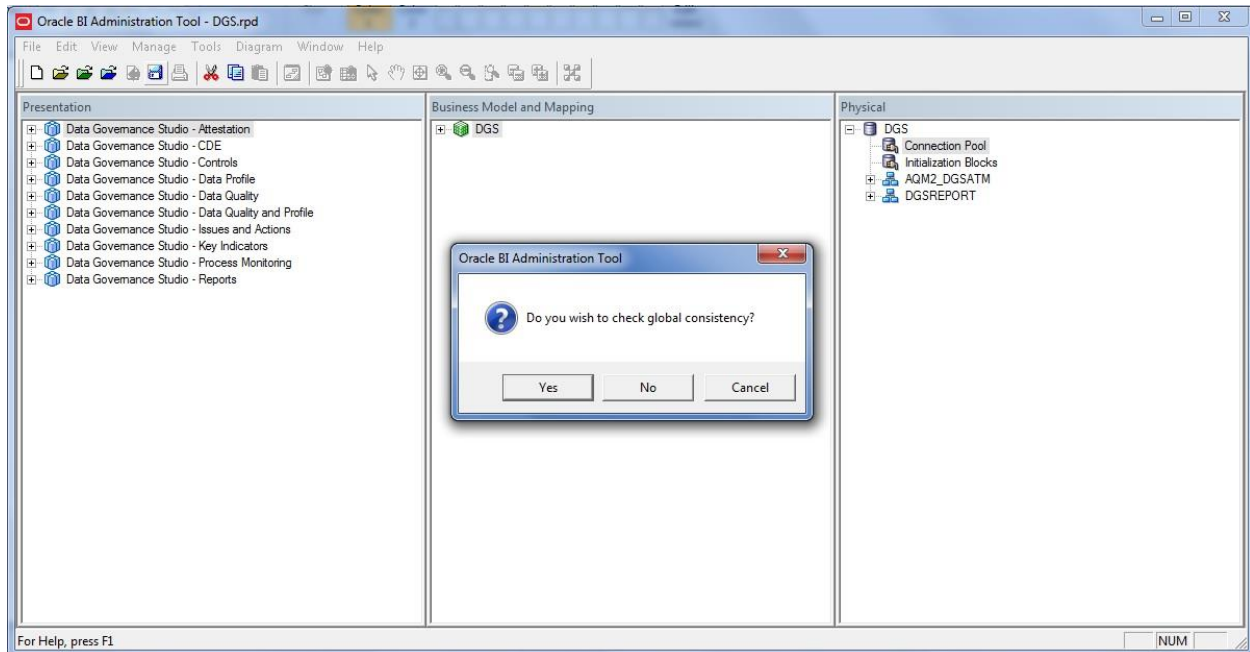 Oracle BI Administration Tool - DGS.rpd
File Edit View Manage Tools Diagram Window Help
Presentation
Data Governance Studio - Attestation
Data Governance Studio - CDE
Data Governance Studio - Controls
Data Governance Studio - Data Profile
Data Governance Studio - Data Quality
Data Governance Studio - Data Quality and Profile
Data Governance Studio - Issues and Actions
Data Governance Studio - Key Indicators
Data Governance Studio - Process Monitoring
Data Governance Studio - Reports
Business Model and Mapping
DGS
Physical
DGS
Connection Pool
Initialization Blocks
AQM2_DGSATM
DGSREPORT
Oracle BI Administration Tool
Do you wish to check global consistency?
Yes No Cancel
For Help, press F1
NUM